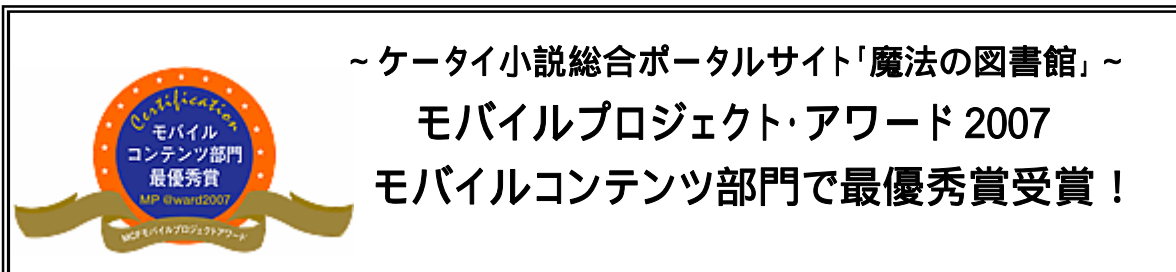 ~ケータイ小説総合ポータルサイト「魔法の図書館」~
モバイルプロジェクト・アワード 2007
モバイルコンテンツ部門で最優秀賞受賞!
Certification
モバイル
コンテンツ部門
最優秀賞
MP @ward2007
MCFモバイルプロジェクトアワード